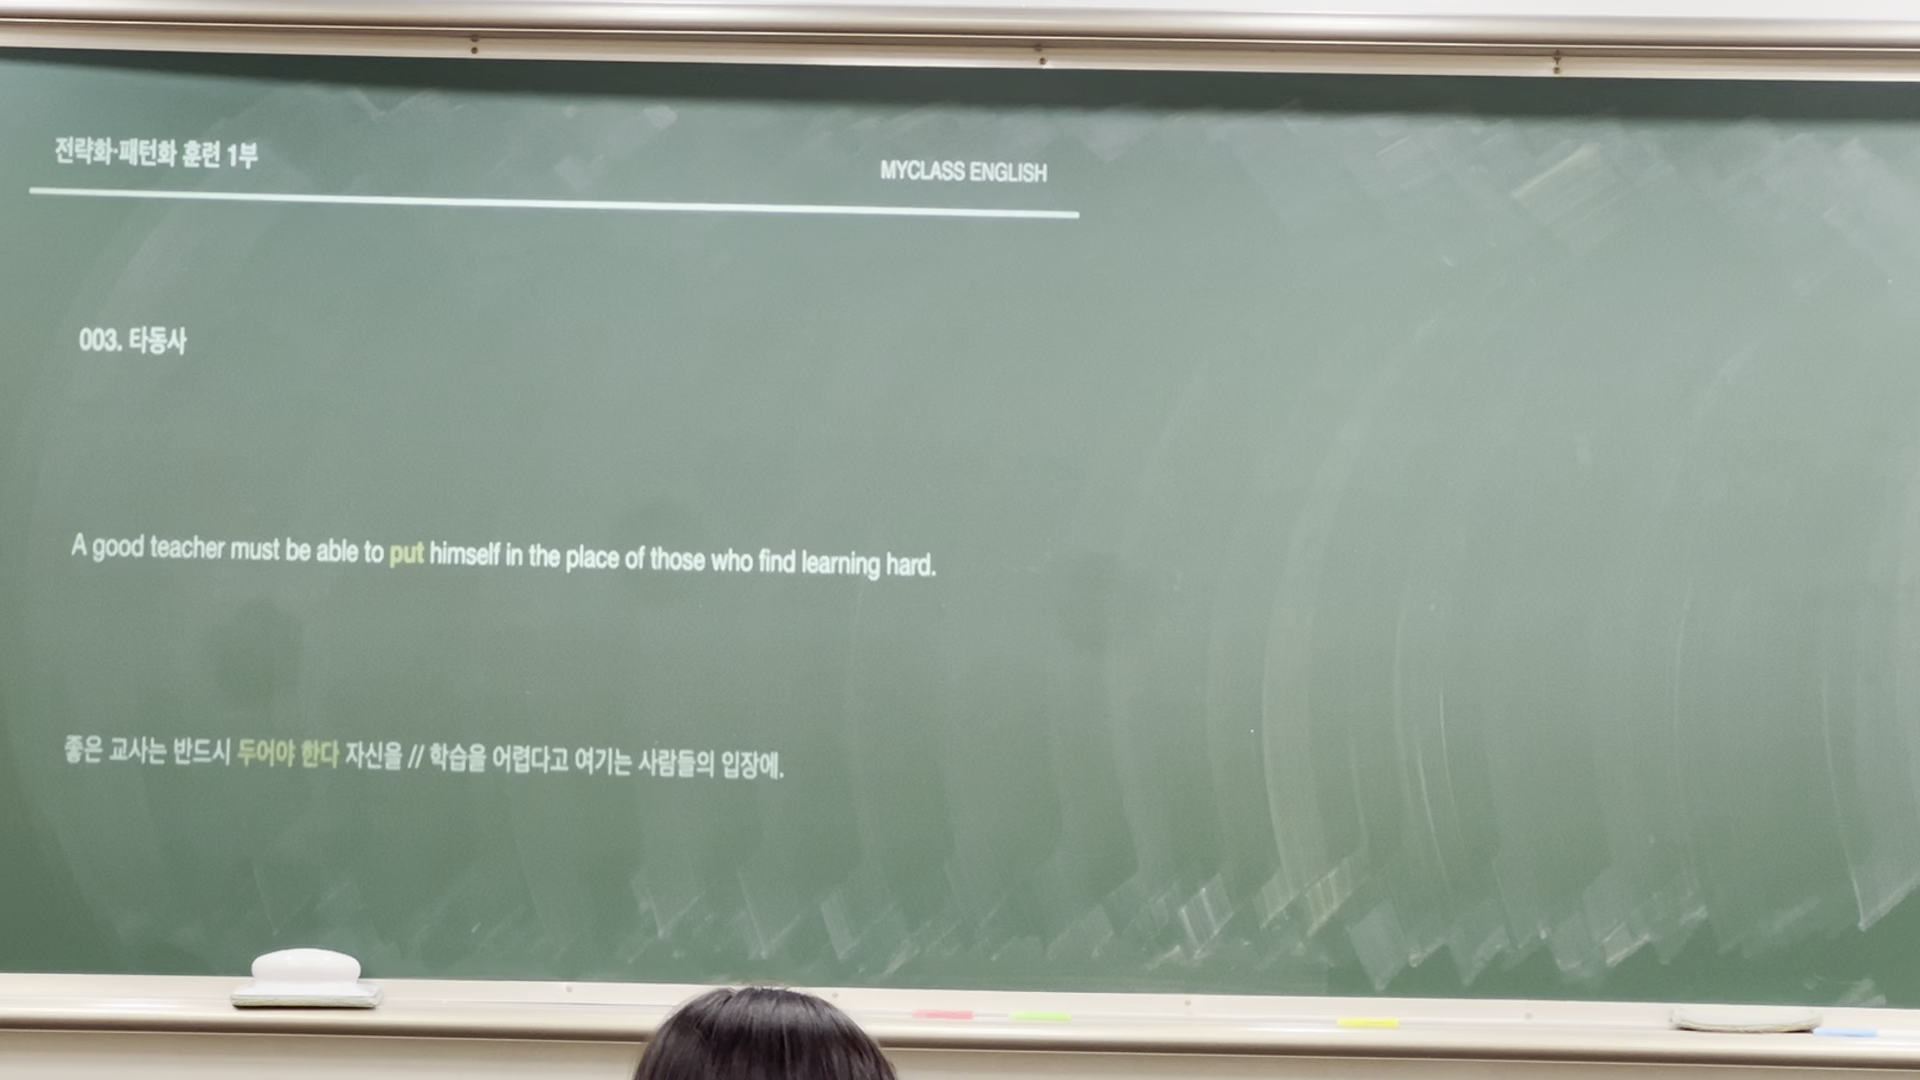 전략화·패턴화 훈련 1부
MYCLASS ENGLISH
003. 타동사
A good teacher must be able to put himself in the place of those who find learning hard.
좋은 교사는 반드시 두어야 한다 자신을 // 학습을 어렵다고 여기는 사람들의 입장에.